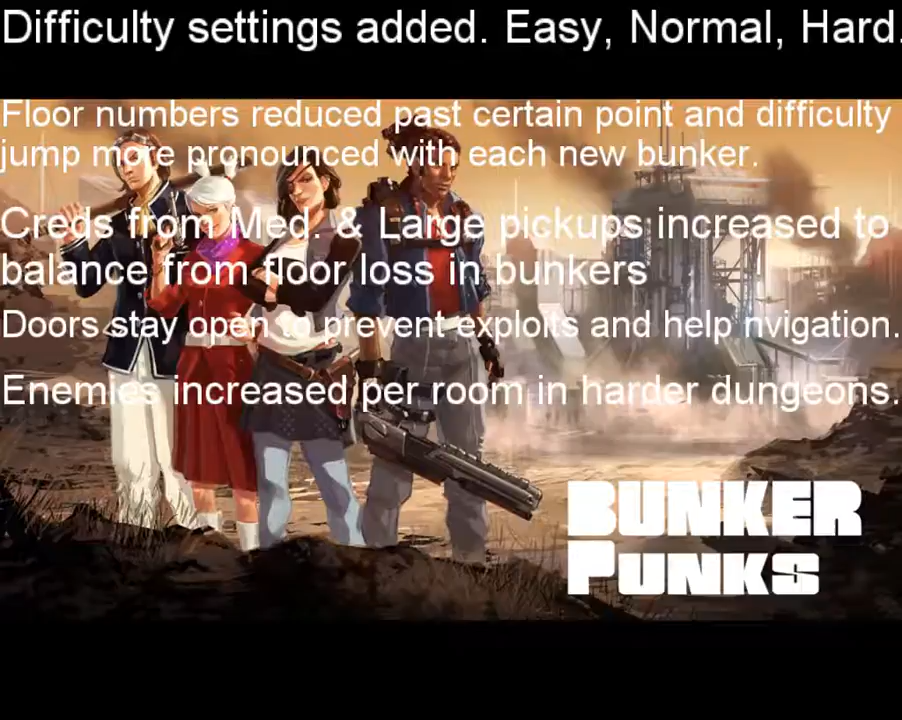 Difficulty settings added. Easy, Normal, Hard.
Floor numbers reduced past certain point and difficulty
jump more pronounced with each new bunker.
Creds from Med. & Large pickups increased to
balance from floor loss in bunkers
Doors stay open to prevent exploits and help nvigation.
Enemies increased per room in harder dungeons.
BUNKER
PUNKS